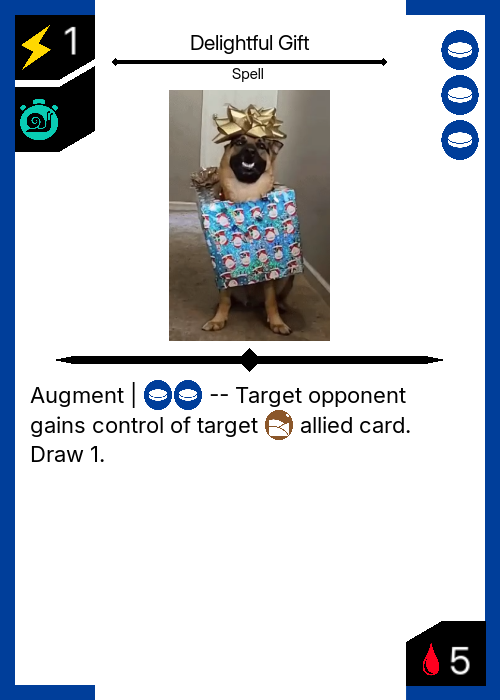 1
Delightful Gift
Spell
Augment | -- Target opponent
gains control of target allied card.
Draw 1.
5